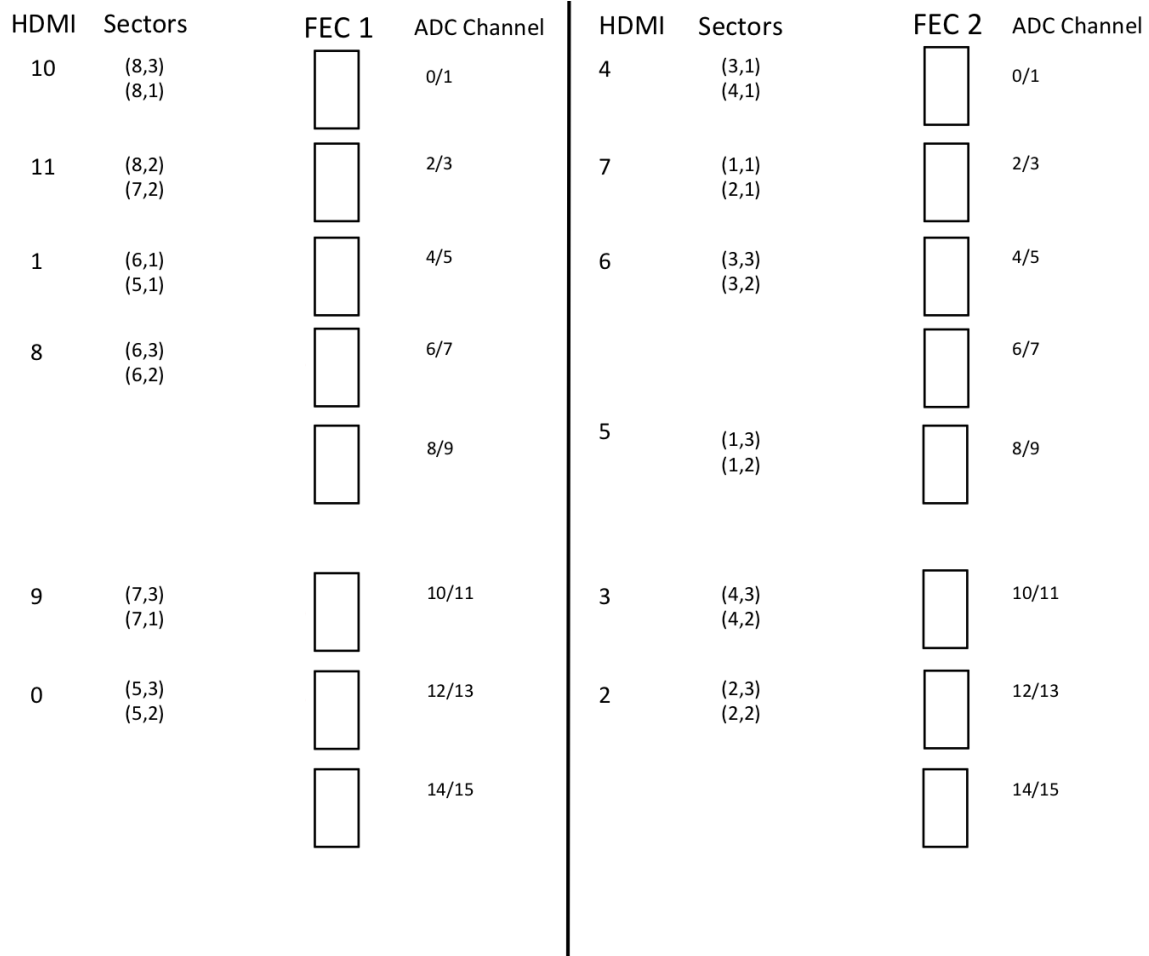 HDMI Sectors FEC 1 ADC Channel
10 (8,3) 0/1
(8,1)
11 (8,2) 2/3
(7,2)
1 (6,1) 4/5
(5,1)
8 (6,3) 6/7
(6,2)
8/9
9 (7,3) 10/11
(7,1)
0 (5,3) 12/13
(5,2)
14/15
HDMI Sectors FEC 2 ADC Channel
4 (3,1) 0/1
(4,1)
7 (1,1) 2/3
(2,1)
6 (3,3) 4/5
(3,2)
6/7
5 (1,3) 8/9
(1,2)
3 (4,3) 10/11
(4,2)
2 (2,3) 12/13
(2,2)
14/15